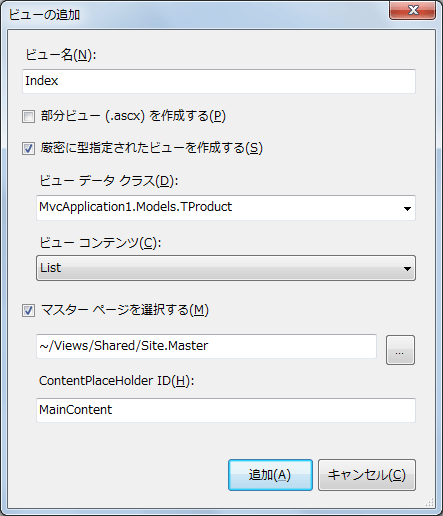 ビューの追加
ビュー名(N):
Index
部分ビュー (.ascx) を作成する(P)
厳密に型指定されたビューを作成する(S)
ビュー データ クラス(D):
MvcApplication1.Models.TProduct
ビュー コンテンツ(C):
List
マスター ページを選択する(M)
~/Views/Shared/Site.Master
...
ContentPlaceHolder ID(H):
MainContent
追加(A) キャンセル(C)